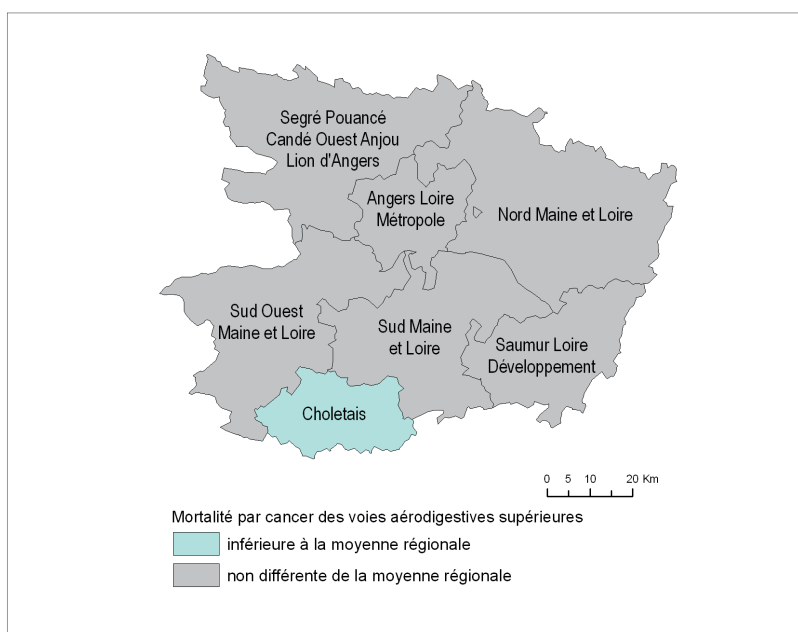 Segré Pouancé
Candé Ouest Anjou
Lion d'Angers
Angers Loire
Métropole
Nord Maine et Loire
Sud Ouest
Maine et Loire
Sud Maine
et Loire
Saumur Loire
Développement
Choletais
0 5 10 20 Km
Mortalité par cancer des voies aérodigestives supérieures
inférieure à la moyenne régionale
non différente de la moyenne régionale